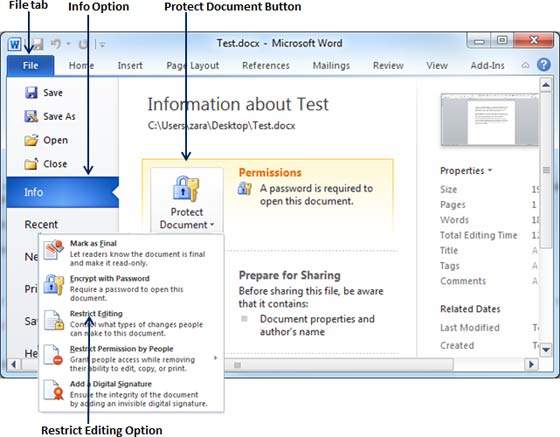 File tab
Info Option
Protect Document Button
Test.docx - Microsoft Word
File Home Insert Page Layout References Mailings Review View Add-Ins
Save
Save As
Open
Close
Info
Recent
Information about Test
C:\Users\zara\Desktop\Test.docx
Protect
Document
Permissions
A password is required to
open this document.
Prepare for Sharing
Before sharing this file, be aware
that it contains:
Document properties and
author's name
Mark as Final
Let readers know the document is final
and make it read-only.
Encrypt with Password
Require a password to open this
document.
Restrict Editing
Control what types of changes people
can make to this document.
Restrict Permission by People
Grant people access while removing
their ability to edit, copy, or print.
Add a Digital Signature
Ensure the integrity of the document
by adding an invisible digital signature.
Properties
Size 19
Pages 1
Words 18
Total Editing Time 12
Title A
Tags A
Comments A
Related Dates
Last Modified T
Created T
Restrict Editing Option